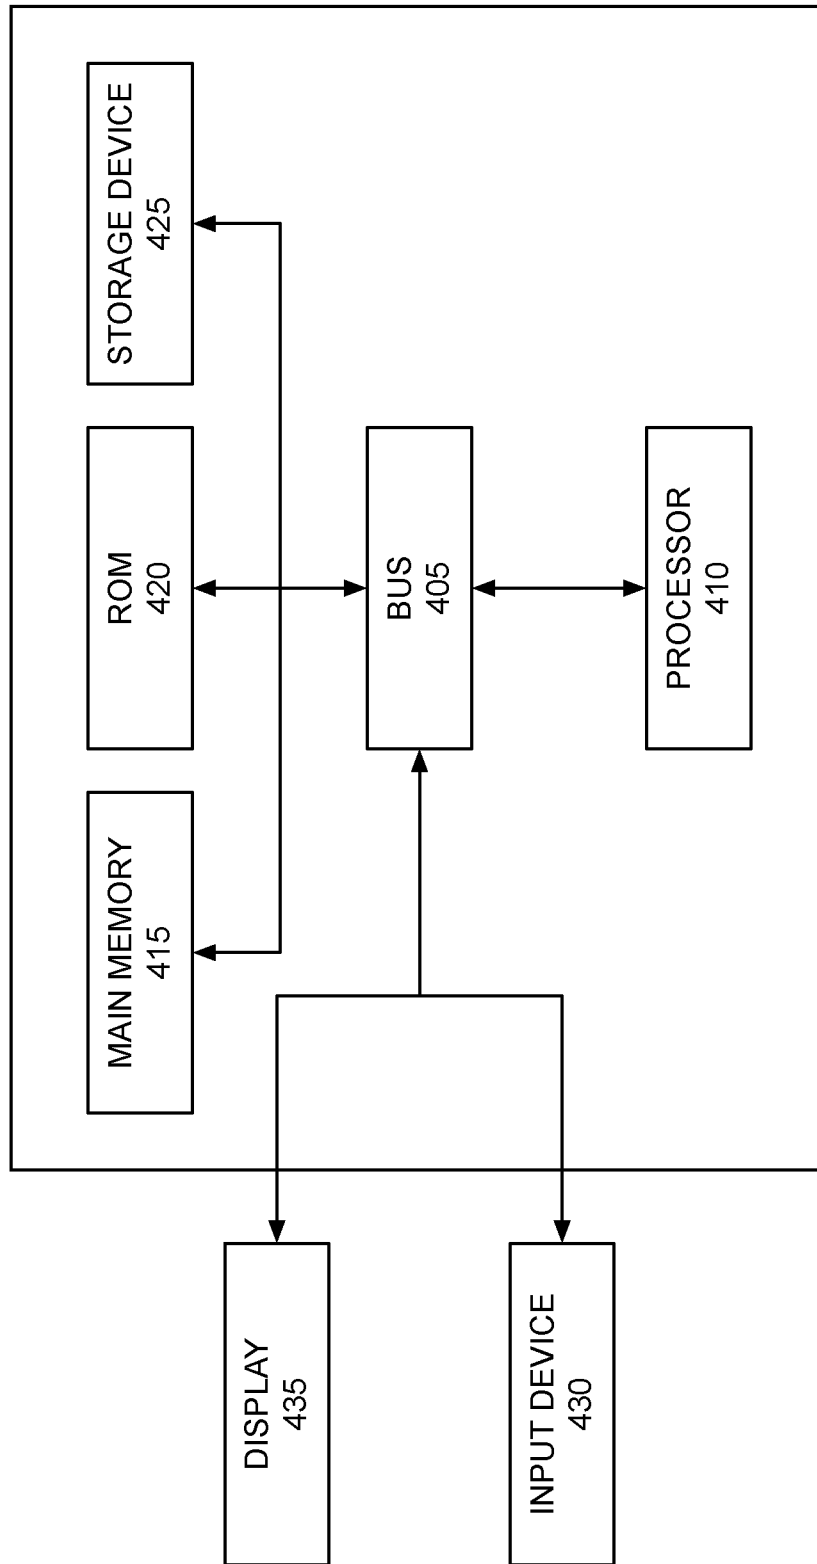 MAIN MEMORY
415
ROM
420
STORAGE DEVICE
425
DISPLAY
435
BUS
405
INPUT DEVICE
430
PROCESSOR
410